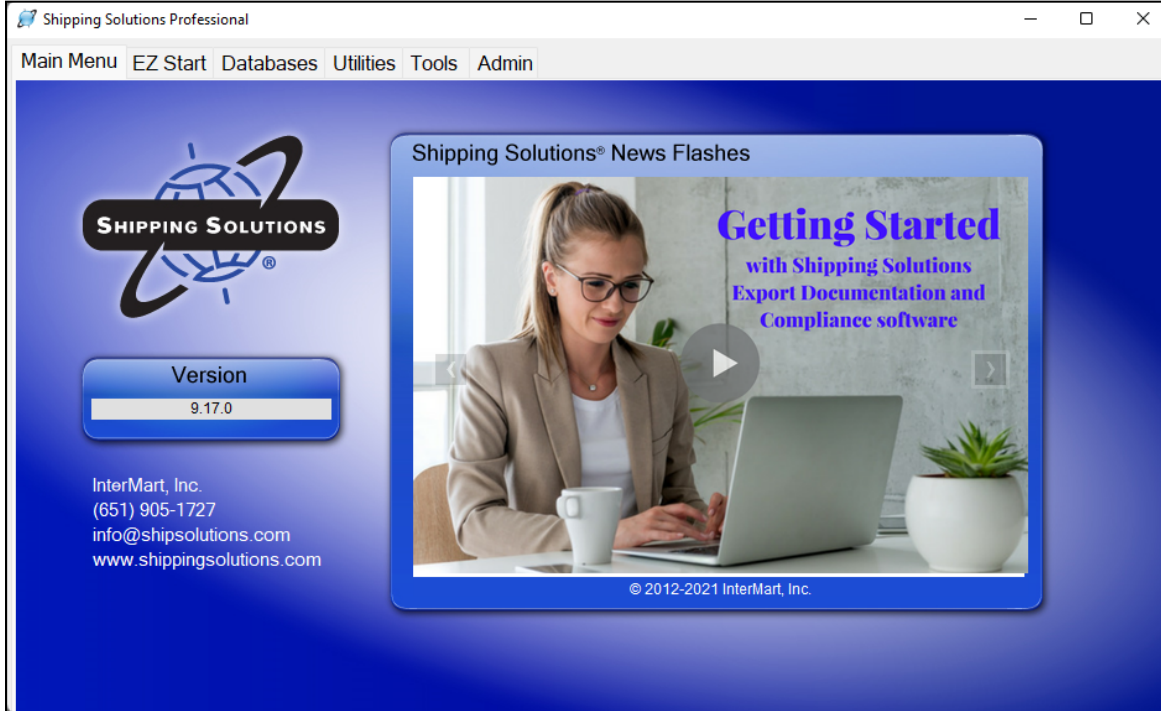 Shipping Solutions Professional
Main Menu EZ Start Databases Utilities Tools Admin
SHIPPING SOLUTIONS
®
Version
9.17.0
InterMart, Inc.
(651) 905-1727
info@shipsolutions.com
www.shippingsolutions.com
Shipping Solutions® News Flashes
Getting Started
with Shipping Solutions
Export Documentation and
Compliance software
© 2012-2021 InterMart, Inc.